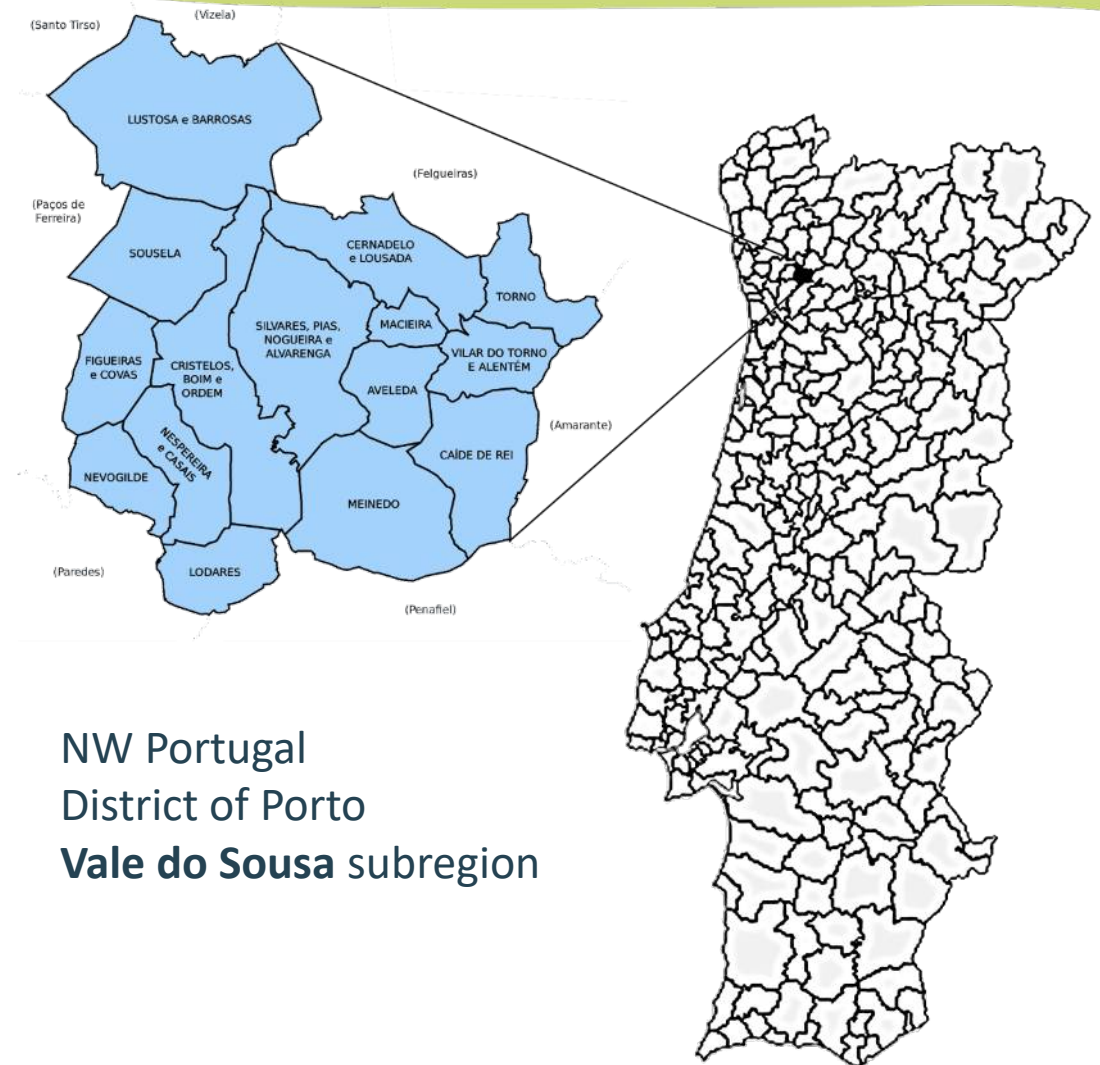 (Santo Tirso)
(Vizela)
LUSTOSA e BARROSAS
(Felgueiras)
(Paços de
Ferreira)
SOUSELA
CERNADELO
e LOUSADA
TORNO
SILVARES, PIAS,
NOGUEIRA e
ALVARENGA
MACIEIRA
FIGUEIRAS
e COVAS
CRISTELOS,
BOIM e
ORDEM
VILAR DO TORNO
E ALENTÉM
AVELEDA
(Amarante)
NESPEREIRA
e CASAIS
CAÍDE DE REI
NEVOGILDE
MEINEDO
(Paredes)
LODARES
(Penafiel)
NW Portugal
District of Porto
Vale do Sousa subregion